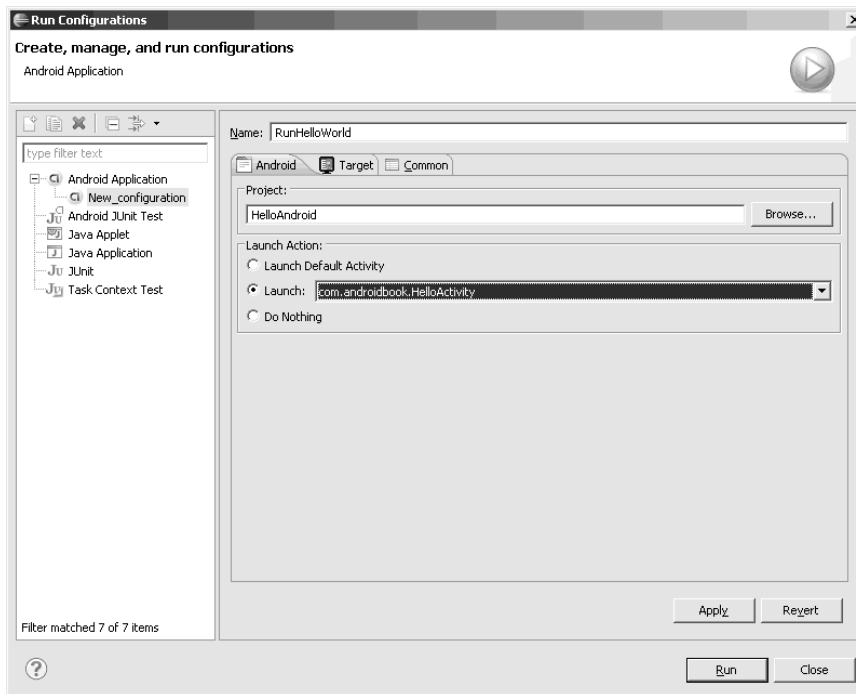 Run Configurations
Create, manage, and run configurations
Android Application
type filter text
Android Application
New_configuration
Android JUnit Test
Java Applet
Java Application
JUnit
Task Context Test
Filter matched 7 of 7 items
Name: RunHelloWorld
Android Target Common
Project:
HelloAndroid Browse...
Launch Action:
Launch Default Activity
Launch: com.androidbook.HelloActivity
Do Nothing
Apply Revert
Run Close